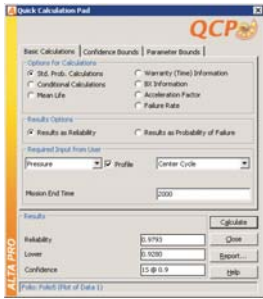 Quick Calculation Pad
QCP
Basic Calculations
Confidence Bounds
Parameter Bounds
Options for Calculations
Std. Prob. Calculations
Warranty (Time) Information
Conditional Calculations
BX Information
Mean Life
Acceleration Factor
Failure Rate
Results Options
Results as Reliability
Results as Probability of Failure
Required Input from User
Pressure
Profile
Center Cycle
Mission End Time
2000
Results
Calculate
Reliability
0.9793
Close
Lower
0.9280
Report...
Confidence
1S @ 0.9
Help
ALTA PRO